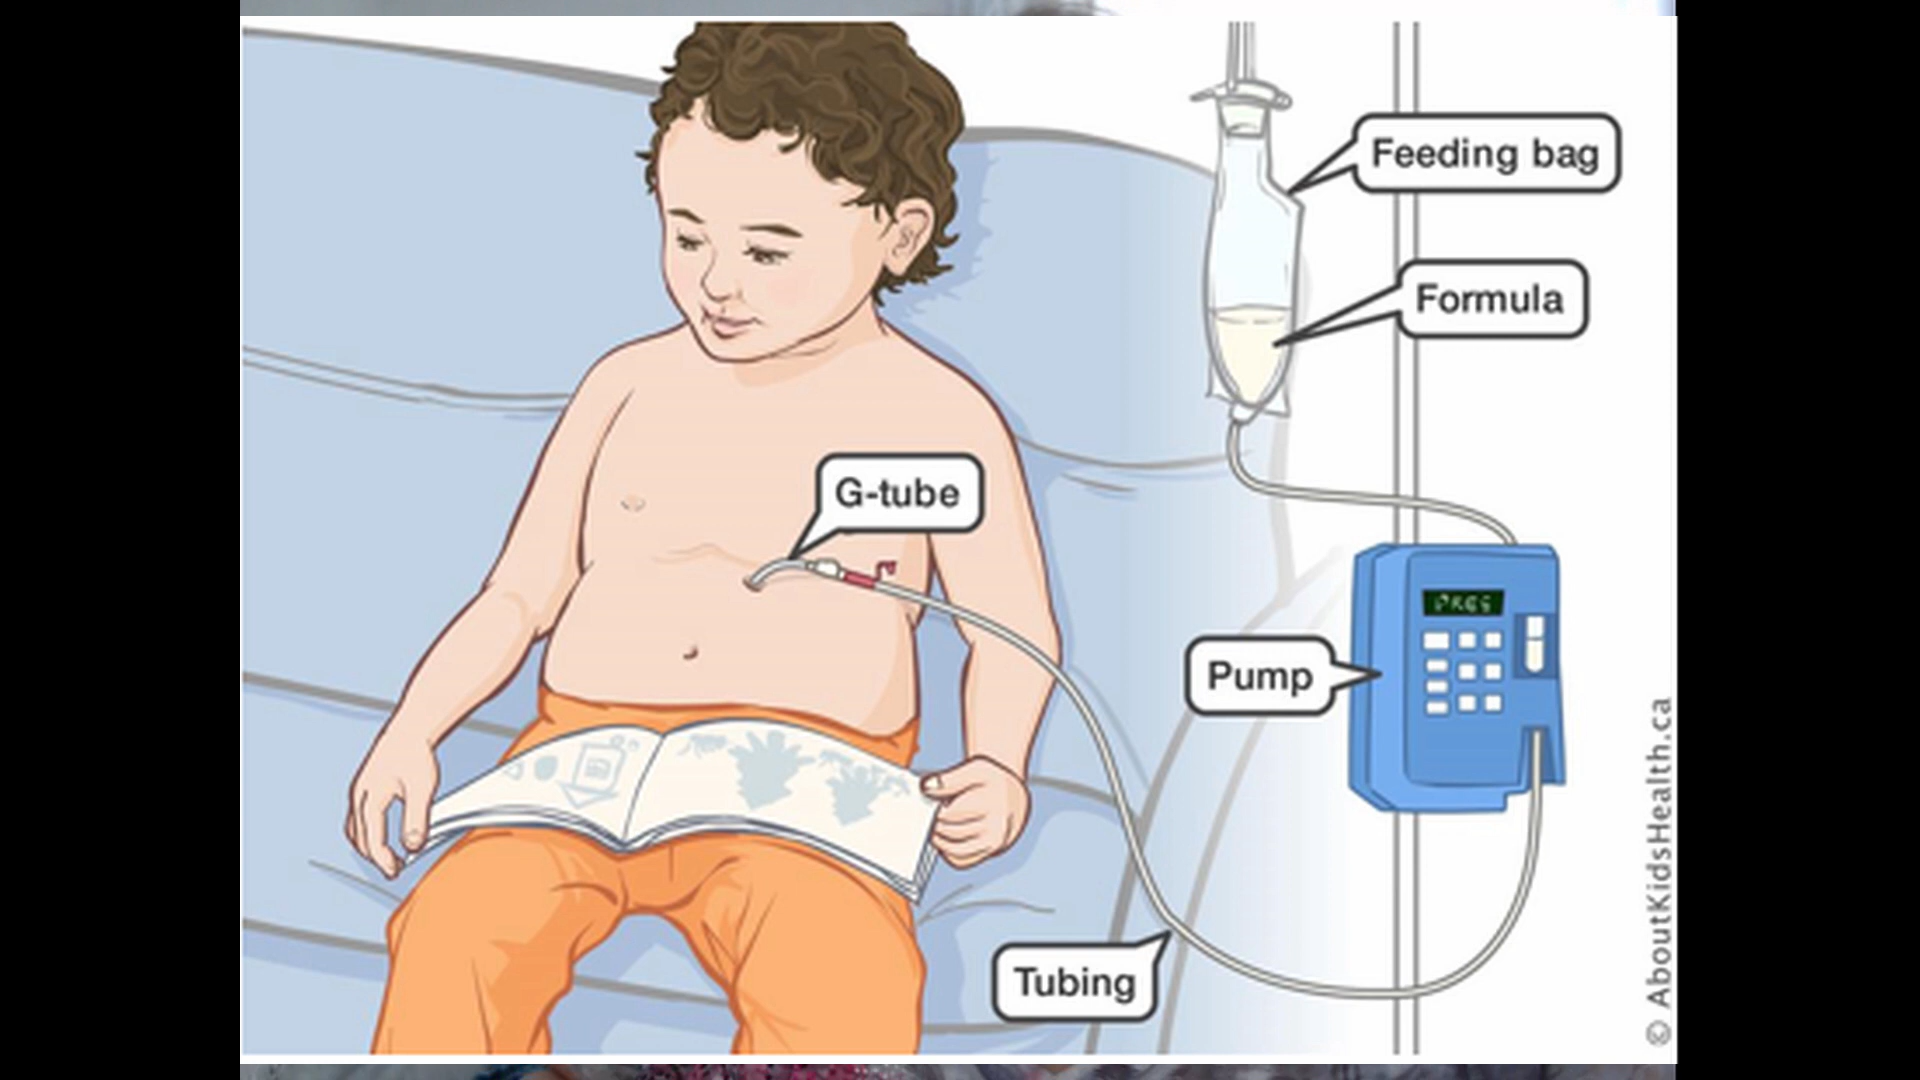 Feeding bag
Formula
G-tube
Pump
Tubing
© AboutKidsHealth.ca